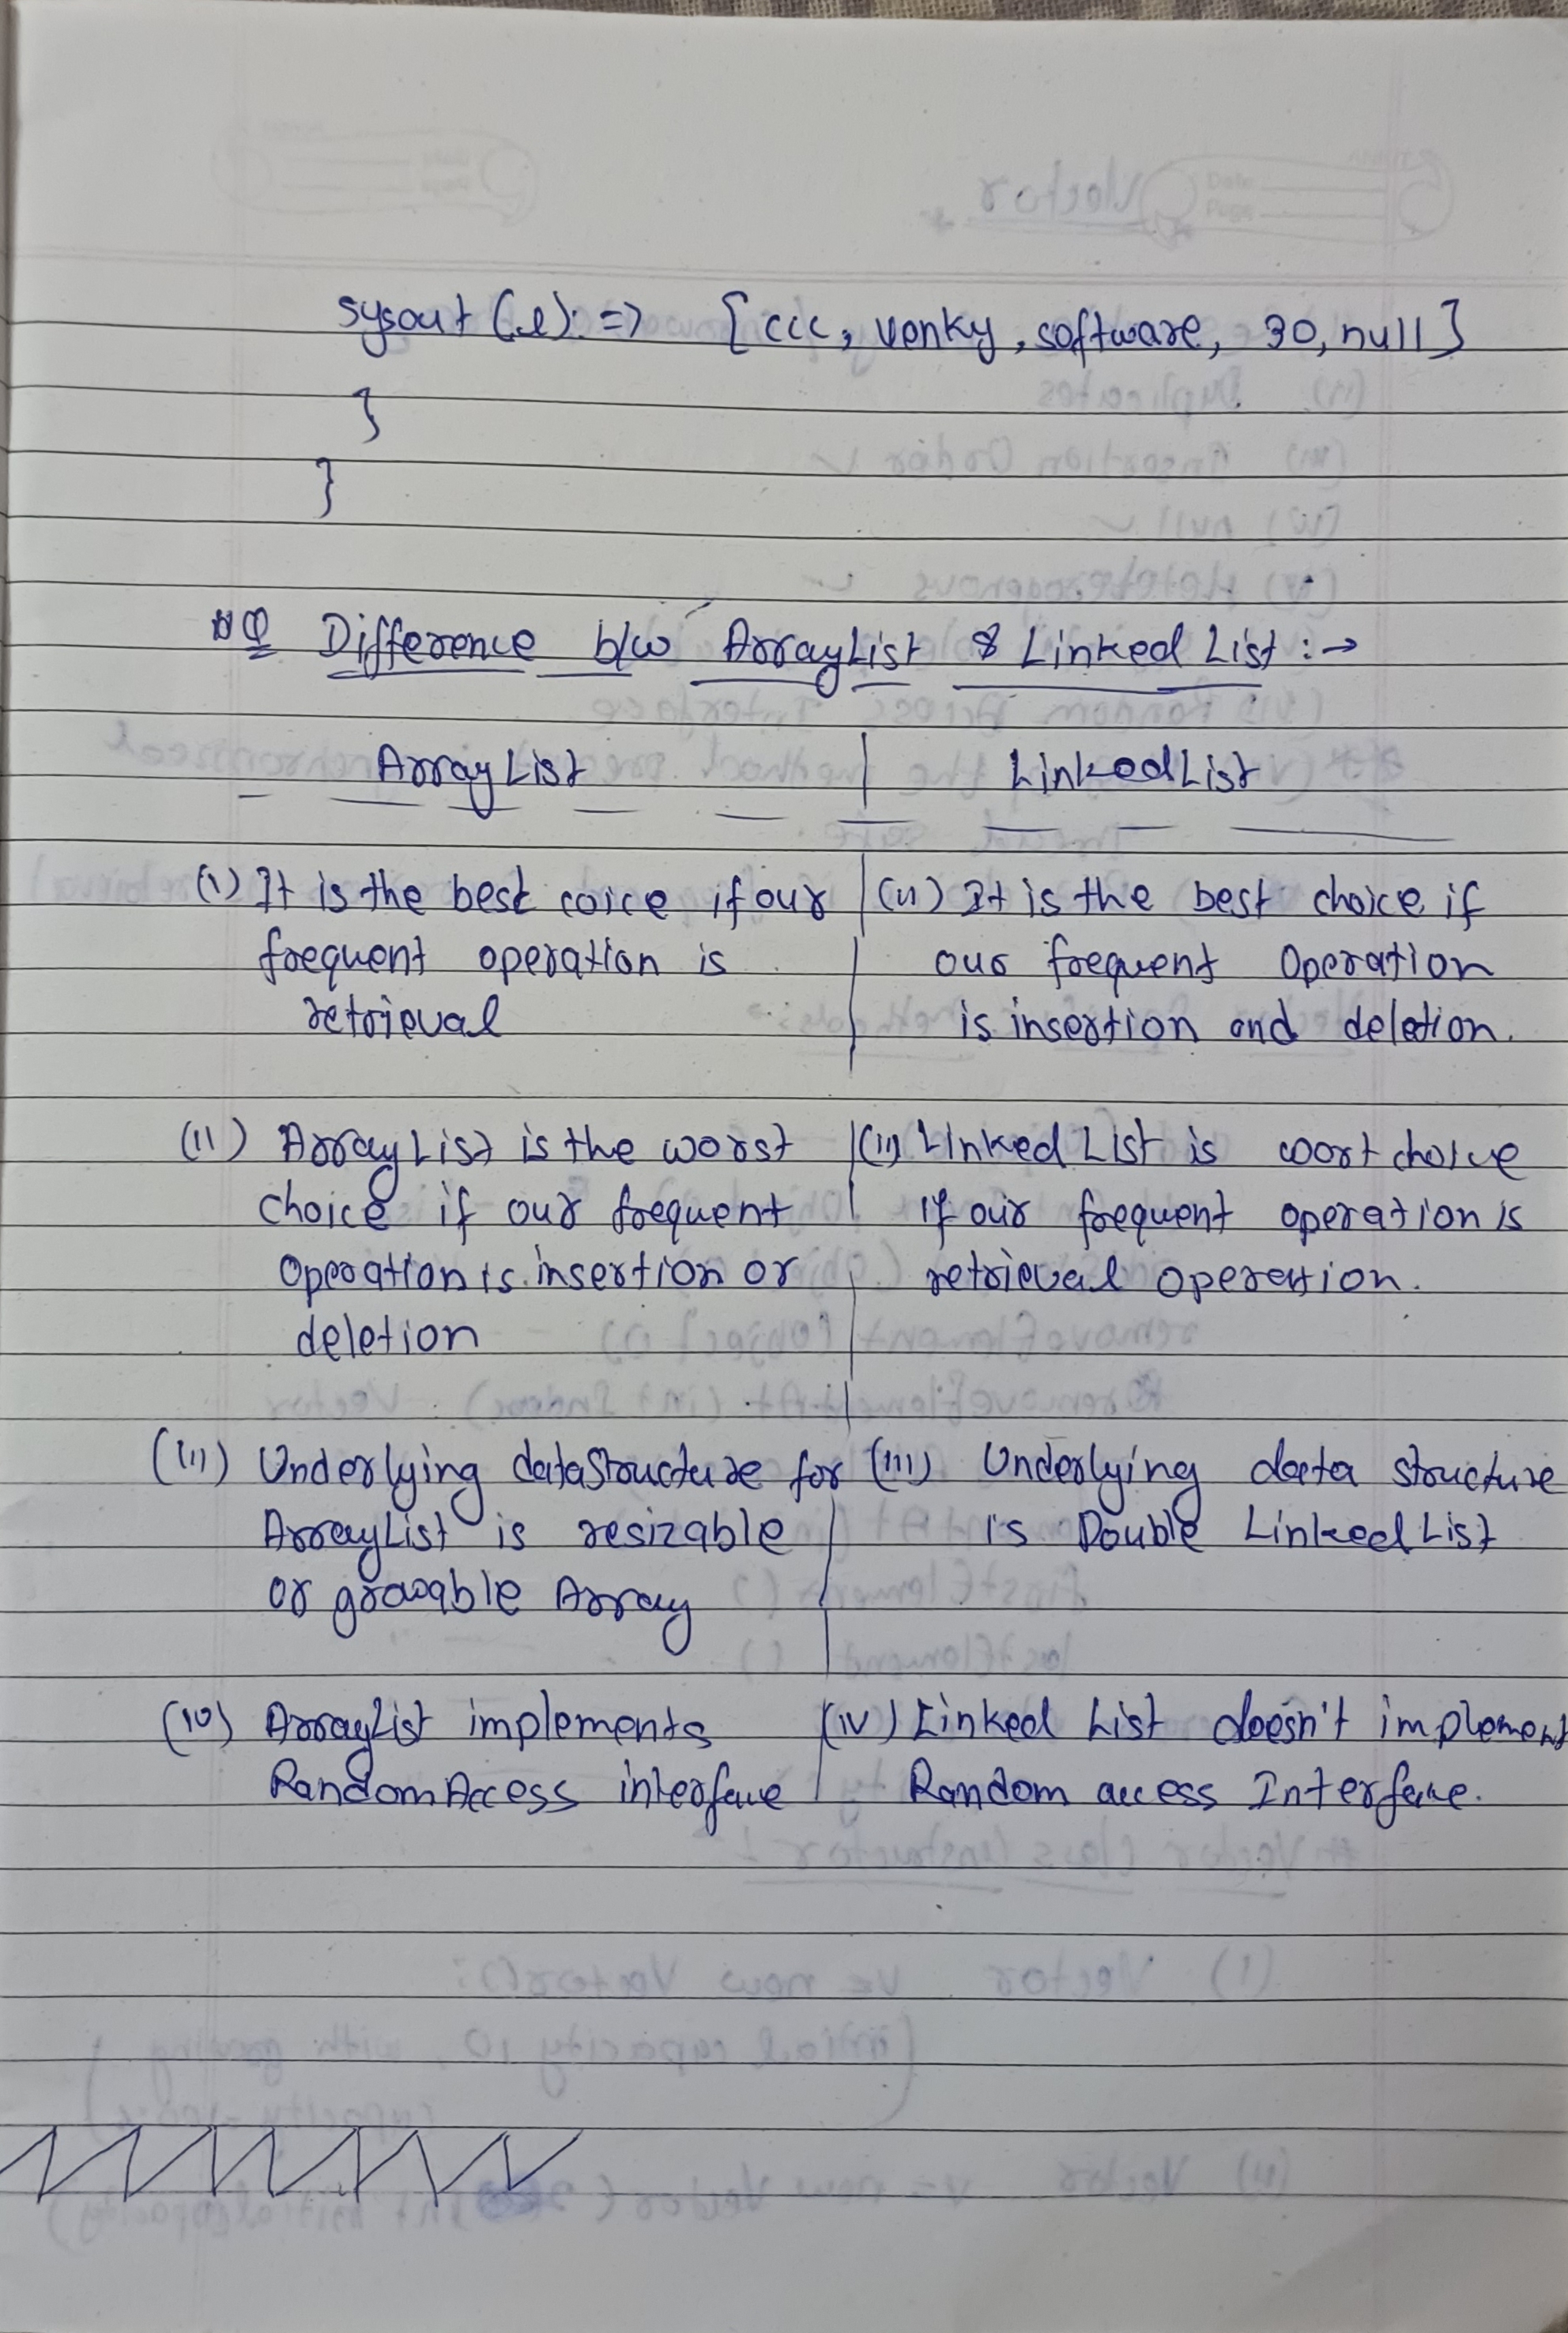 sysout (l); => [ccc, venky, software, 30, null]
}
}
Q Difference b/w ArrayList & Linked List :→
ArrayList | LinkedList
(i) It is the best coice if our | (ii) It is the best choice if
frequent operation is | our frequent Operation
retrieval | is insertion and deletion.
(ii) ArrayList is the worst | (ii) Linked List is wort choice
choice if our frequent | if our frequent operation is
Operation is insertion or | retrieval operation.
deletion
(iii) Underlying dataStructure for (iii) Underlying data structure
ArrayList is resizable | is Double LinkedList
or growable Array
(iv) ArrayList implements (iv) Linked List doesn't implement
RandomAccess interface | Random access Interface.